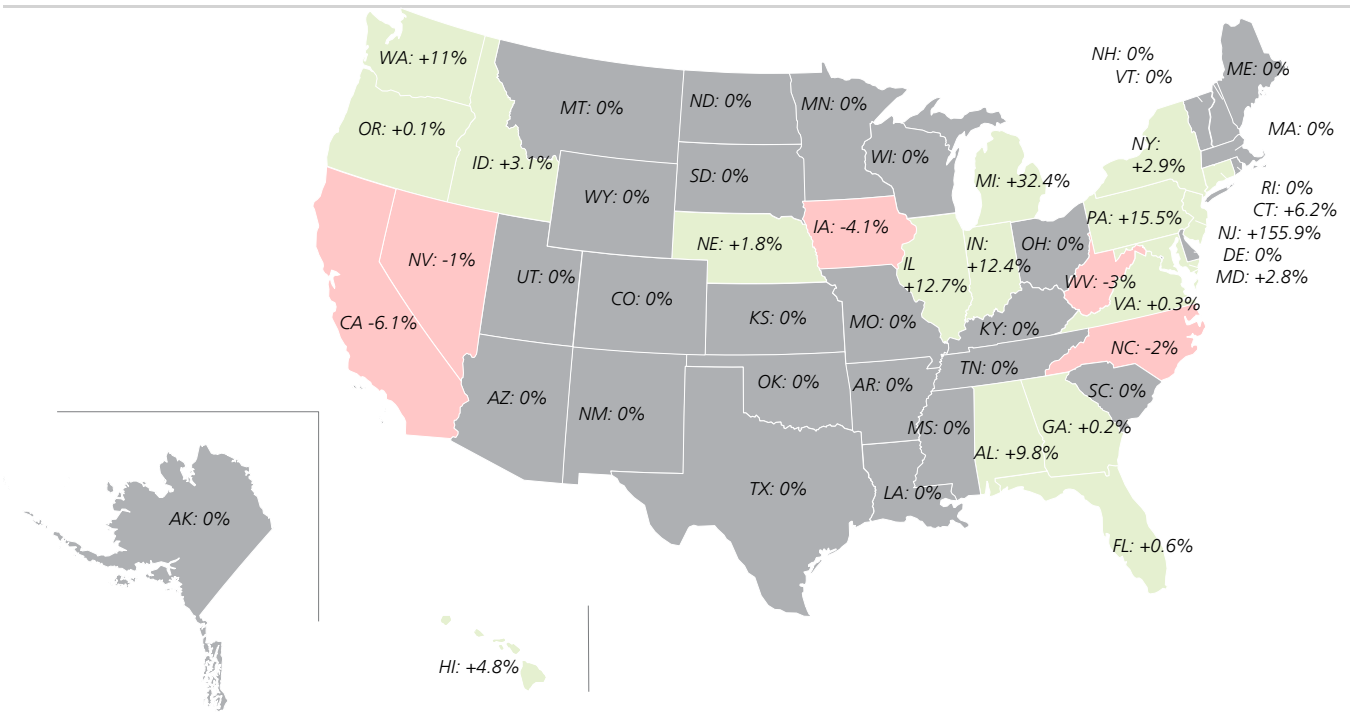 NH: 0%
VT: 0%
WA: +11%
ME: 0%
MT: 0%
ND: 0%
MN: 0%
OR: +0.1%
MA: 0%
NY:
+2.9%
ID: +3.1%
WI: 0%
SD: 0%
MI: +32.4%
RI: 0%
WY: 0%
CT: +6.2%
PA: +15.5%
IA: -4.1%
NJ: +155.9%
NE: +1.8%
IN:
+12.4%
OH: 0%
DE: 0%
NV: -1%
IL
+12.7%
UT: 0%
MD: +2.8%
WV: -3%
CO: 0%
VA: +0.3%
KS: 0%
CA -6.1%
MO: 0%
KY: 0%
NC: -2%
TN: 0%
OK: 0%
AR: 0%
SC: 0%
AZ: 0%
NM: 0%
MS: 0%
GA: +0.2%
AL: +9.8%
TX: 0%
LA: 0%
AK: 0%
FL: +0.6%
HI: +4.8%